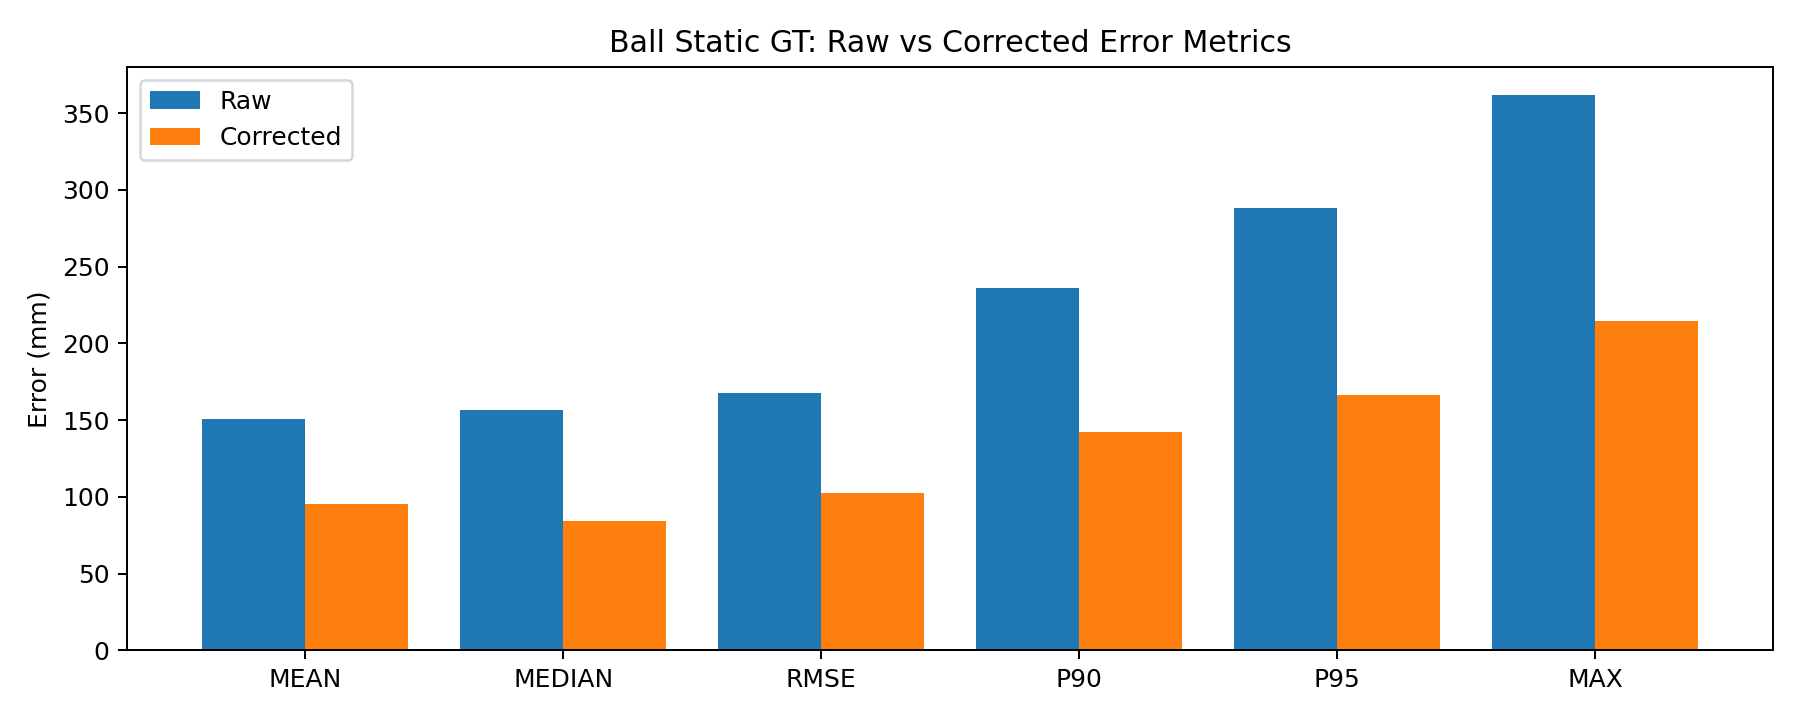 Ball Static GT: Raw vs Corrected Error Metrics
Raw
Corrected
Error (mm)
350
300
250
200
150
100
50
0
MEAN MEDIAN RMSE P90 P95 MAX